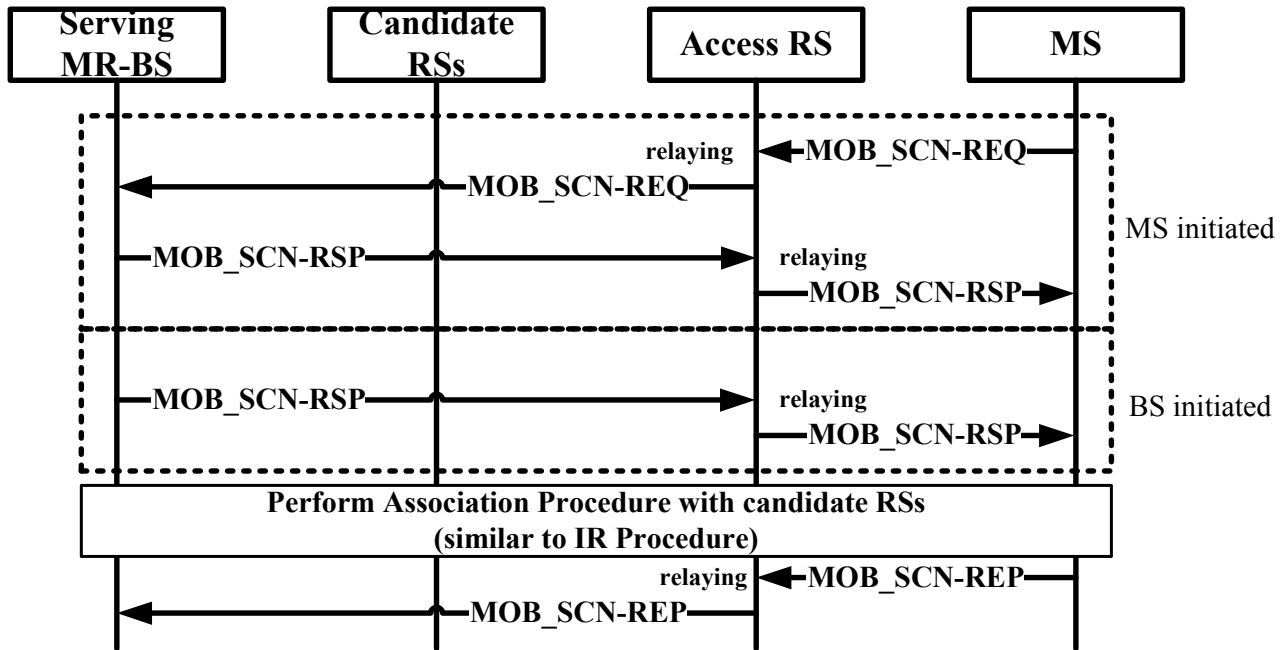 Serving
MR-BS
Candidate
RSs
Access RS
MS
MOB_SCN-REQ
relaying
MOB_SCN-REQ
MS initiated
MOB_SCN-RSP
relaying
MOB_SCN-RSP
MOB_SCN-RSP
relaying
BS initiated
MOB_SCN-RSP
Perform Association Procedure with candidate RSs
(similar to IR Procedure)
relaying
MOB_SCN-REP
MOB_SCN-REP